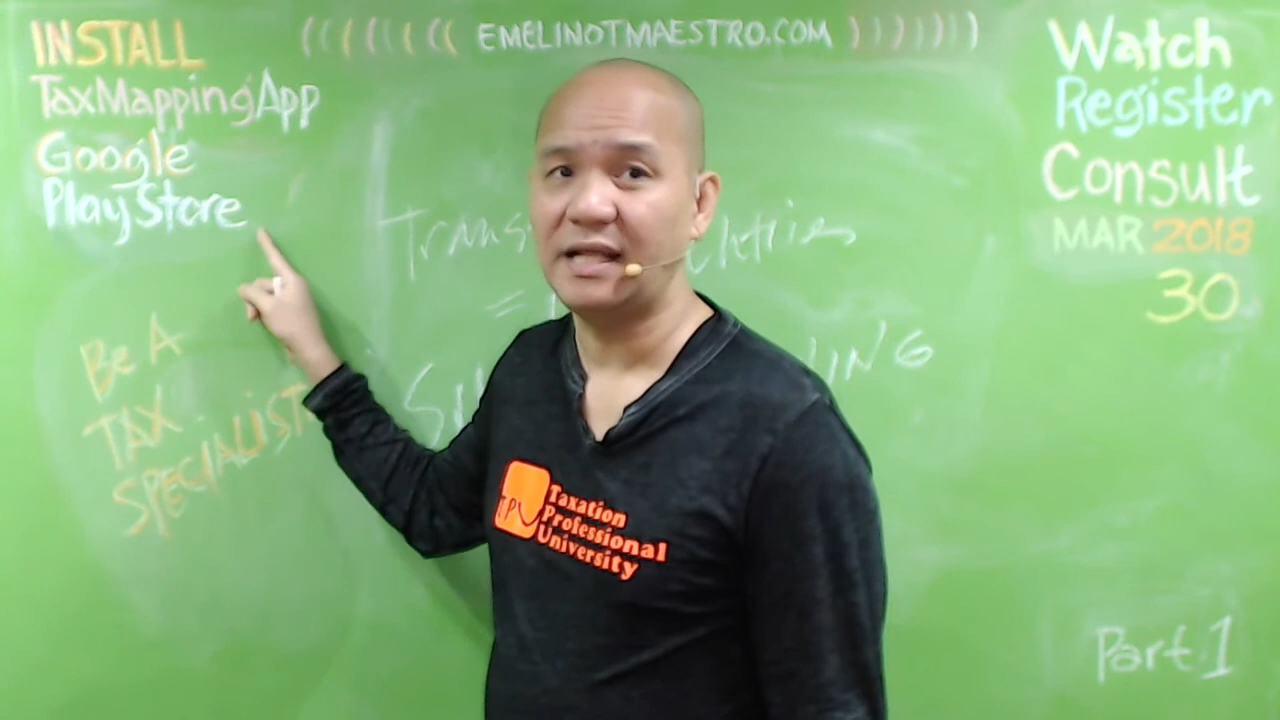 INSTALL
TaxMappingApp
Google
PlayStore
((((((( EMELINOTMAESTRO.COM )))))))
Watch
Register
Consult
MAR 2018
30
Be A
TAX
SPECIALIST
=
TPU
Taxation
Professional
University
Part 1